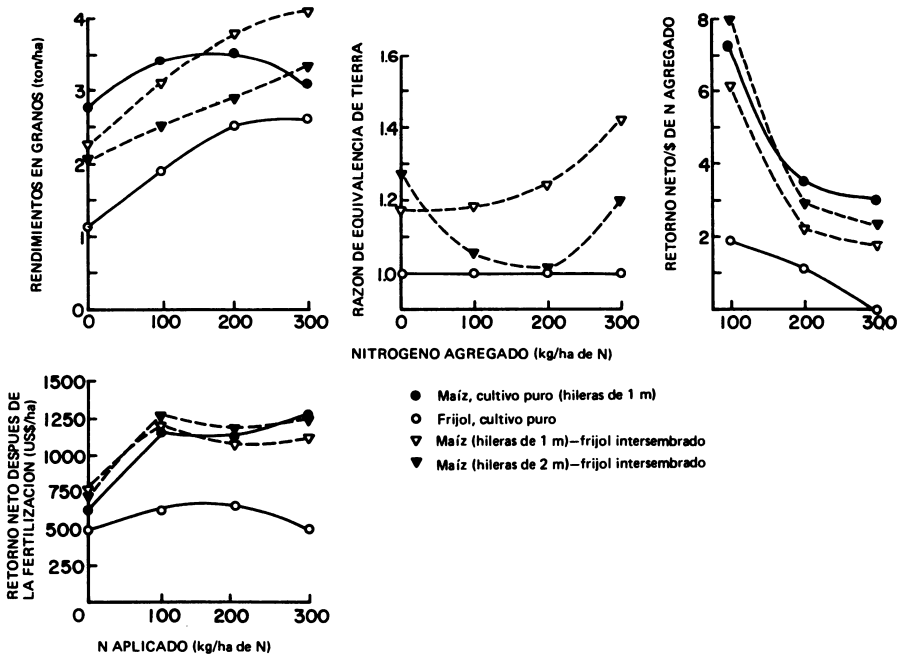 RENDIMIENTOS EN GRANOS (ton/ha)
4
3
2
1
0
0 100 200 300
RAZON DE EQUIVALENCIA DE TIERRA
1.6
1.4
1.2
1.0
0 100 200 300
RETORNO NETO/$ DE N AGREGADO
8
6
4
2
100 200 300
NITROGENO AGREGADO (kg/ha de N)
RETORNO NETO DESPUES DE
LA FERTILIZACION (US$/ha)
1500
1250
1000
750
500
250
0 100 200 300
N APLICADO (kg/ha de N)
Maíz, cultivo puro (hileras de 1 m)
Frijol, cultivo puro
Maíz (hileras de 1 m)—frijol intersembrado
Maíz (hileras de 2 m)—frijol intersembrado